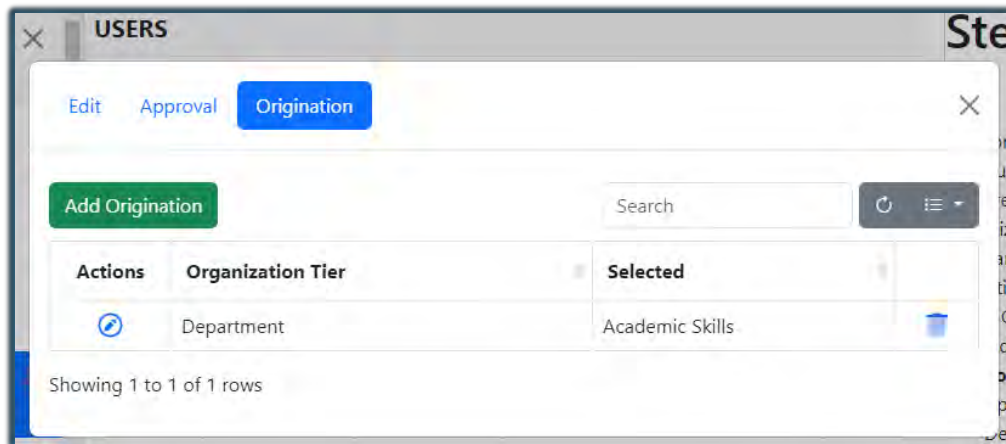 USERS
Ste
Edit Approval Origination
Add Origination Search
Actions Organization Tier Selected
Department Academic Skills
Showing 1 to 1 of 1 rows